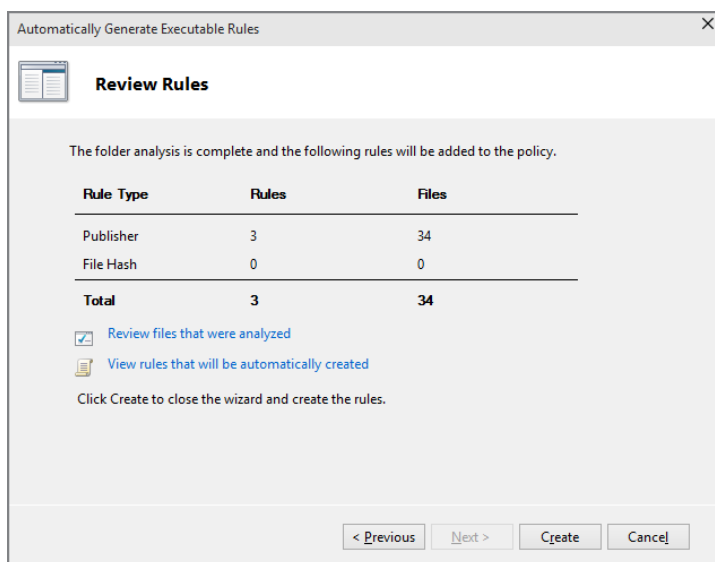 Automatically Generate Executable Rules
Review Rules
The folder analysis is complete and the following rules will be added to the policy.
Rule Type Rules Files
Publisher 3 34
File Hash 0 0
Total 3 34
Review files that were analyzed
View rules that will be automatically created
Click Create to close the wizard and create the rules.
< Previous Next > Create Cancel